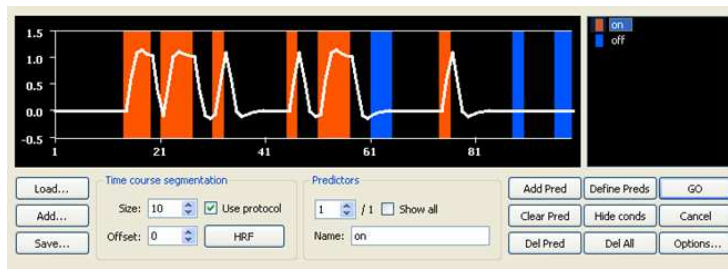 1.5
on
off
1.0
0.5
0.0
-0.5
1 21 41 61 81
Time course segmentation
Predictors
Load...
Size: 10 Use protocol
1 / 1 Show all
Add Pred Define Preds GO
Add...
Offset: 0 HRF
Name: on
Clear Pred Hide conds Cancel
Save...
Del Pred Del All Options...